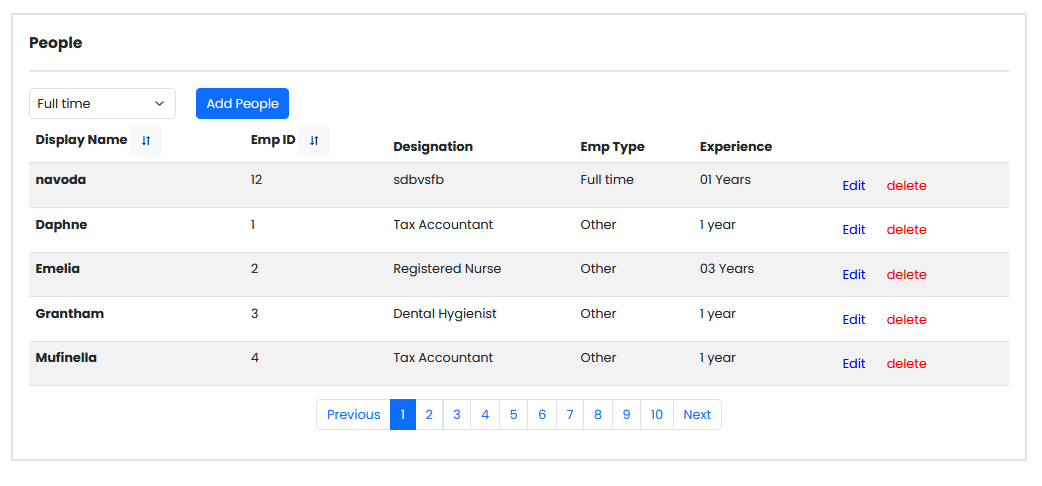 People
Full time Add People
Display Name Emp ID Designation Emp Type Experience
navoda 12 sdbvsfb Full time 01 Years Edit delete
Daphne 1 Tax Accountant Other 1 year Edit delete
Emelia 2 Registered Nurse Other 03 Years Edit delete
Grantham 3 Dental Hygienist Other 1 year Edit delete
Mufinella 4 Tax Accountant Other 1 year Edit delete
Previous 1 2 3 4 5 6 7 8 9 10 Next